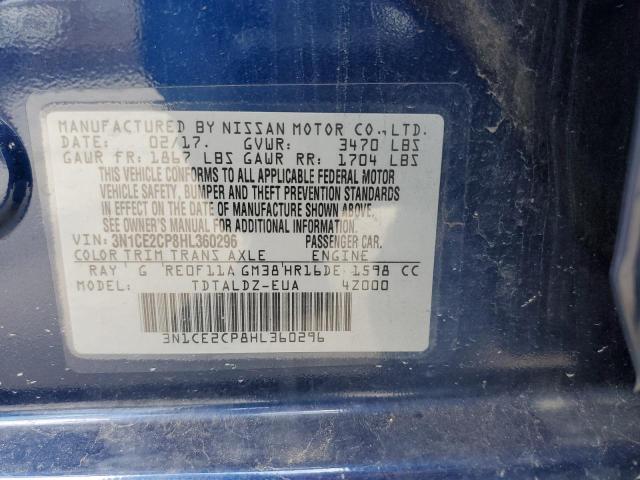 MANUFACTURED BY NISSAN MOTOR CO.,LTD.
DATE: 02/17. GVWR: 3470 LBS
GAWR FR: 1867 LBS GAWR RR: 1704 LBS
THIS VEHICLE CONFORMS TO ALL APPLICABLE FEDERAL MOTOR
VEHICLE SAFETY, BUMPER AND THEFT PREVENTION STANDARDS
IN EFFECT ON THE DATE OF MANUFACTURE SHOWN ABOVE.
SEE OWNER'S MANUAL FOR ADDITIONAL INFORMATION.
VIN: 3N1CE2CP8HL360296 PASSENGER CAR.
COLOR TRIM TRANS AXLE ENGINE
RAY G RE0F11A GM38 HR16DE 1598 CC
MODEL: TDTALDZ-EUA 4Z000
3N1CE2CP8HL360296